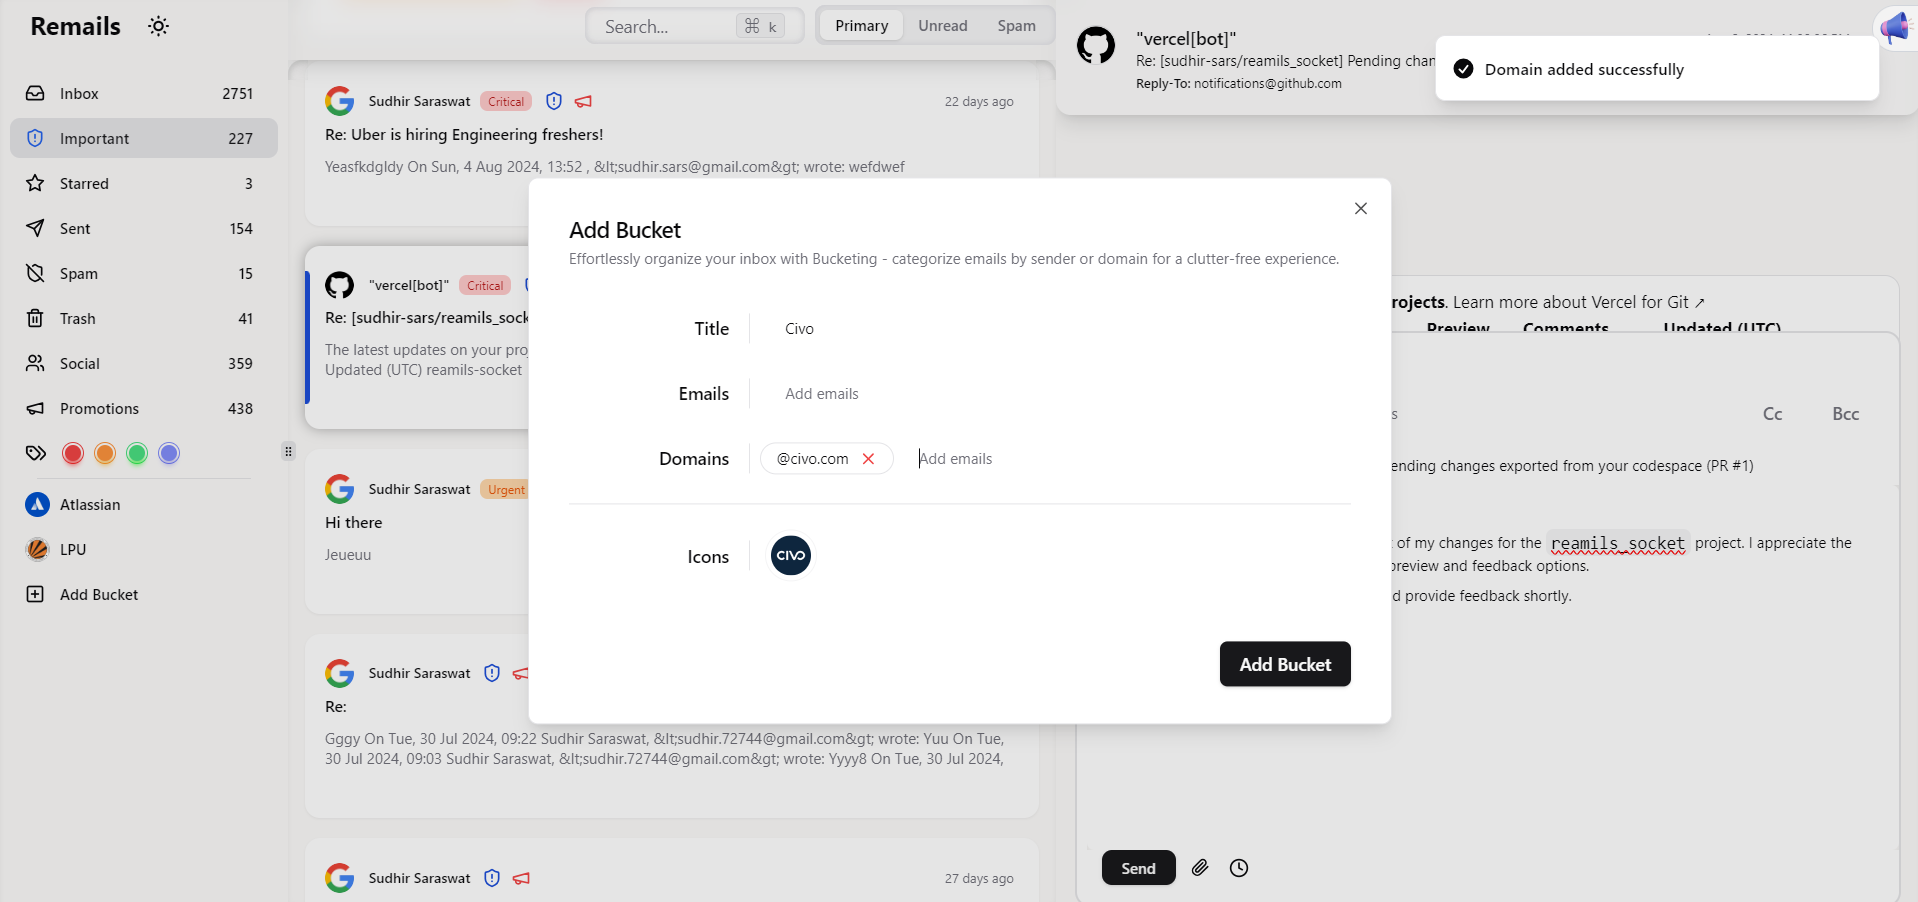 Remails
Inbox 2751
Important 227
Starred 3
Sent 154
Spam 15
Trash 41
Social 359
Promotions 438
Atlassian
LPU
Add Bucket
Search... ⌘ k
Primary Unread Spam
Sudhir Saraswat Critical 22 days ago
Re: Uber is hiring Engineering freshers!
Yeasfkdgldy On Sun, 4 Aug 2024, 13:52 , &lt;sudhir.sars@gmail.com&gt; wrote: wefdwef
"vercel[bot]" Critical
Re: [sudhir-sars/reamils_sock
The latest updates on your pro
Updated (UTC) reamils-socket
Sudhir Saraswat Urgent
Hi there
Jeueuu
Sudhir Saraswat
Re:
Gggy On Tue, 30 Jul 2024, 09:22 Sudhir Saraswat, &lt;sudhir.72744@gmail.com&gt; wrote: Yuu On Tue,
30 Jul 2024, 09:03 Sudhir Saraswat, &lt;sudhir.72744@gmail.com&gt; wrote: Yyyy8 On Tue, 30 Jul 2024,
Sudhir Saraswat 27 days ago
Add Bucket
Effortlessly organize your inbox with Bucketing - categorize emails by sender or domain for a clutter-free experience.
Title Civo
Emails Add emails
Domains @civo.com Add emails
Icons CIVO
Add Bucket
"vercel[bot]"
Re: [sudhir-sars/reamils_socket] Pending chan
Reply-To: notifications@github.com
Domain added successfully
rojects. Learn more about Vercel for Git ↗
Preview Comments Updated (UTC)
s Cc Bcc
ending changes exported from your codespace (PR #1)
of my changes for the reamils_socket project. I appreciate the
preview and feedback options.
d provide feedback shortly.
Send